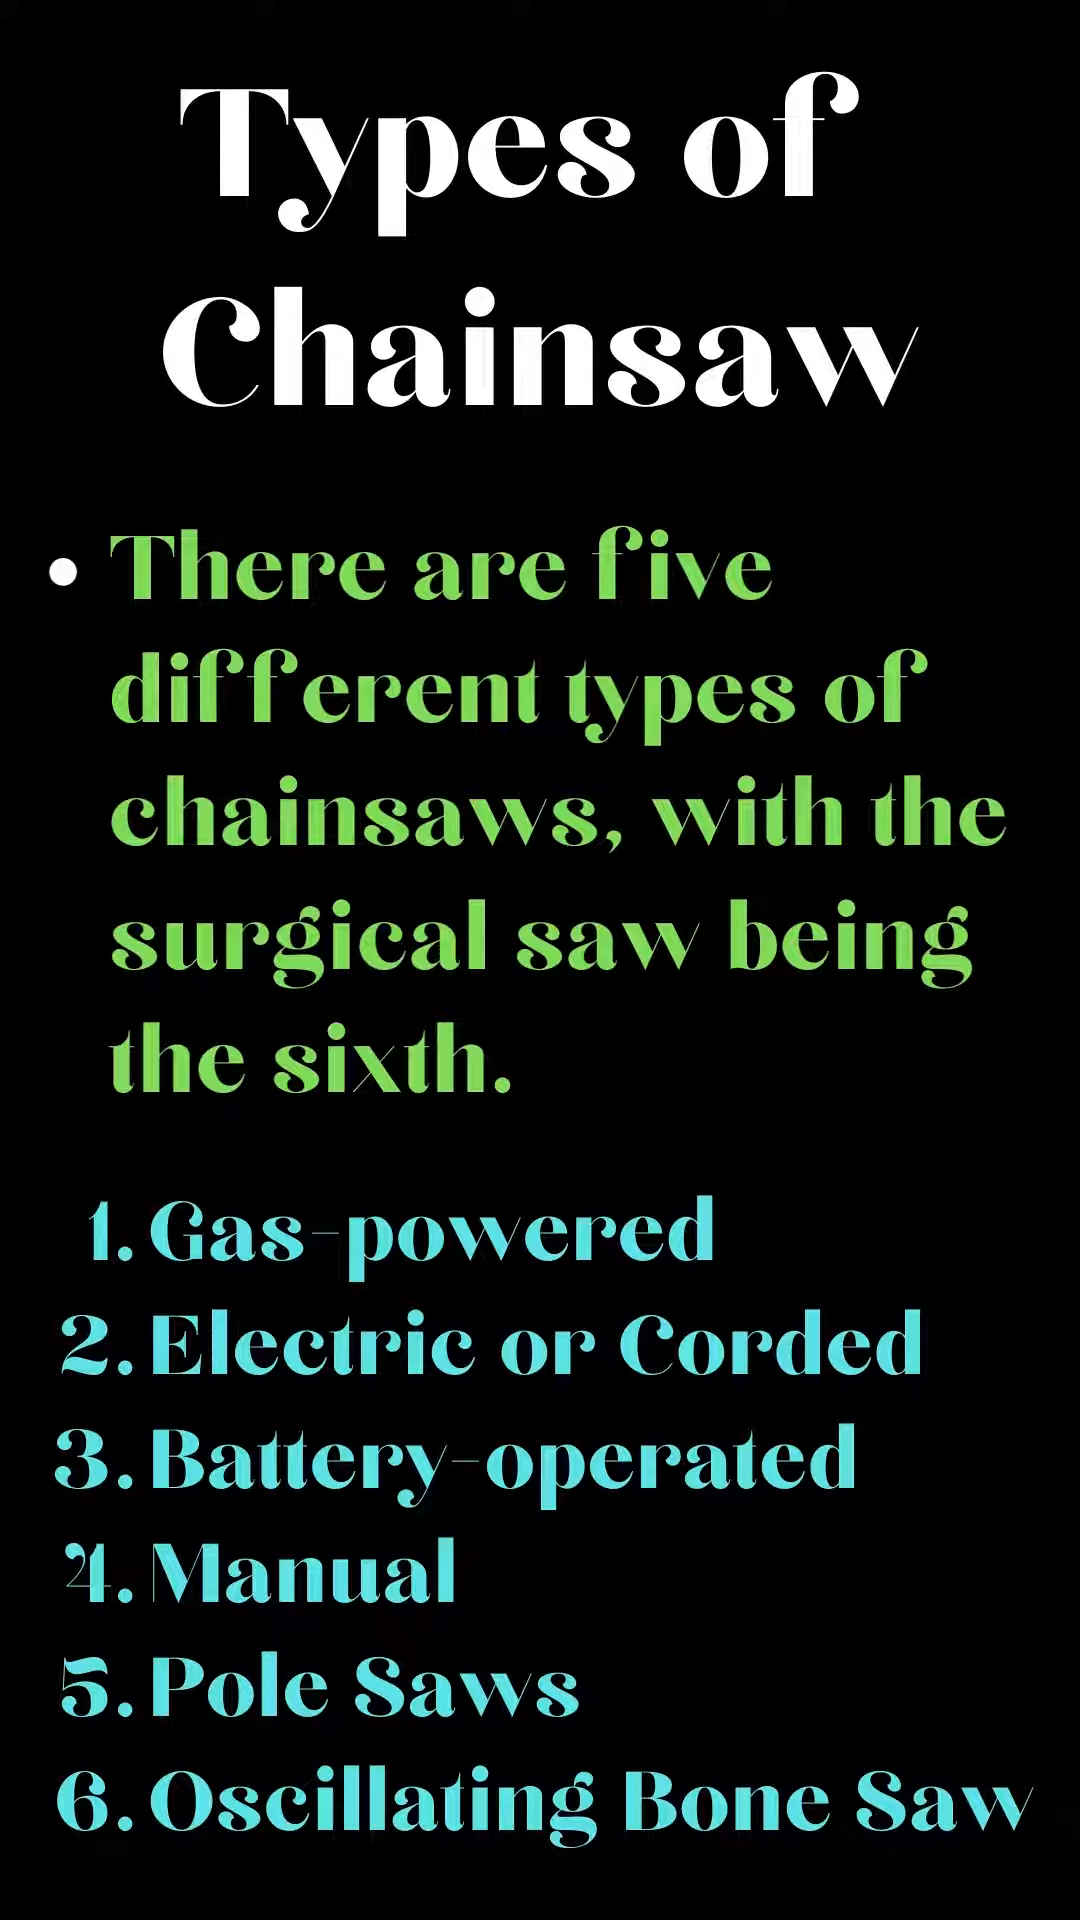 Types of
Chainsaw
• There are five
different types of
chainsaws, with the
surgical saw being
the sixth.
1. Gas-powered
2. Electric or Corded
3. Battery-operated
4. Manual
5. Pole Saws
6. Oscillating Bone Saw